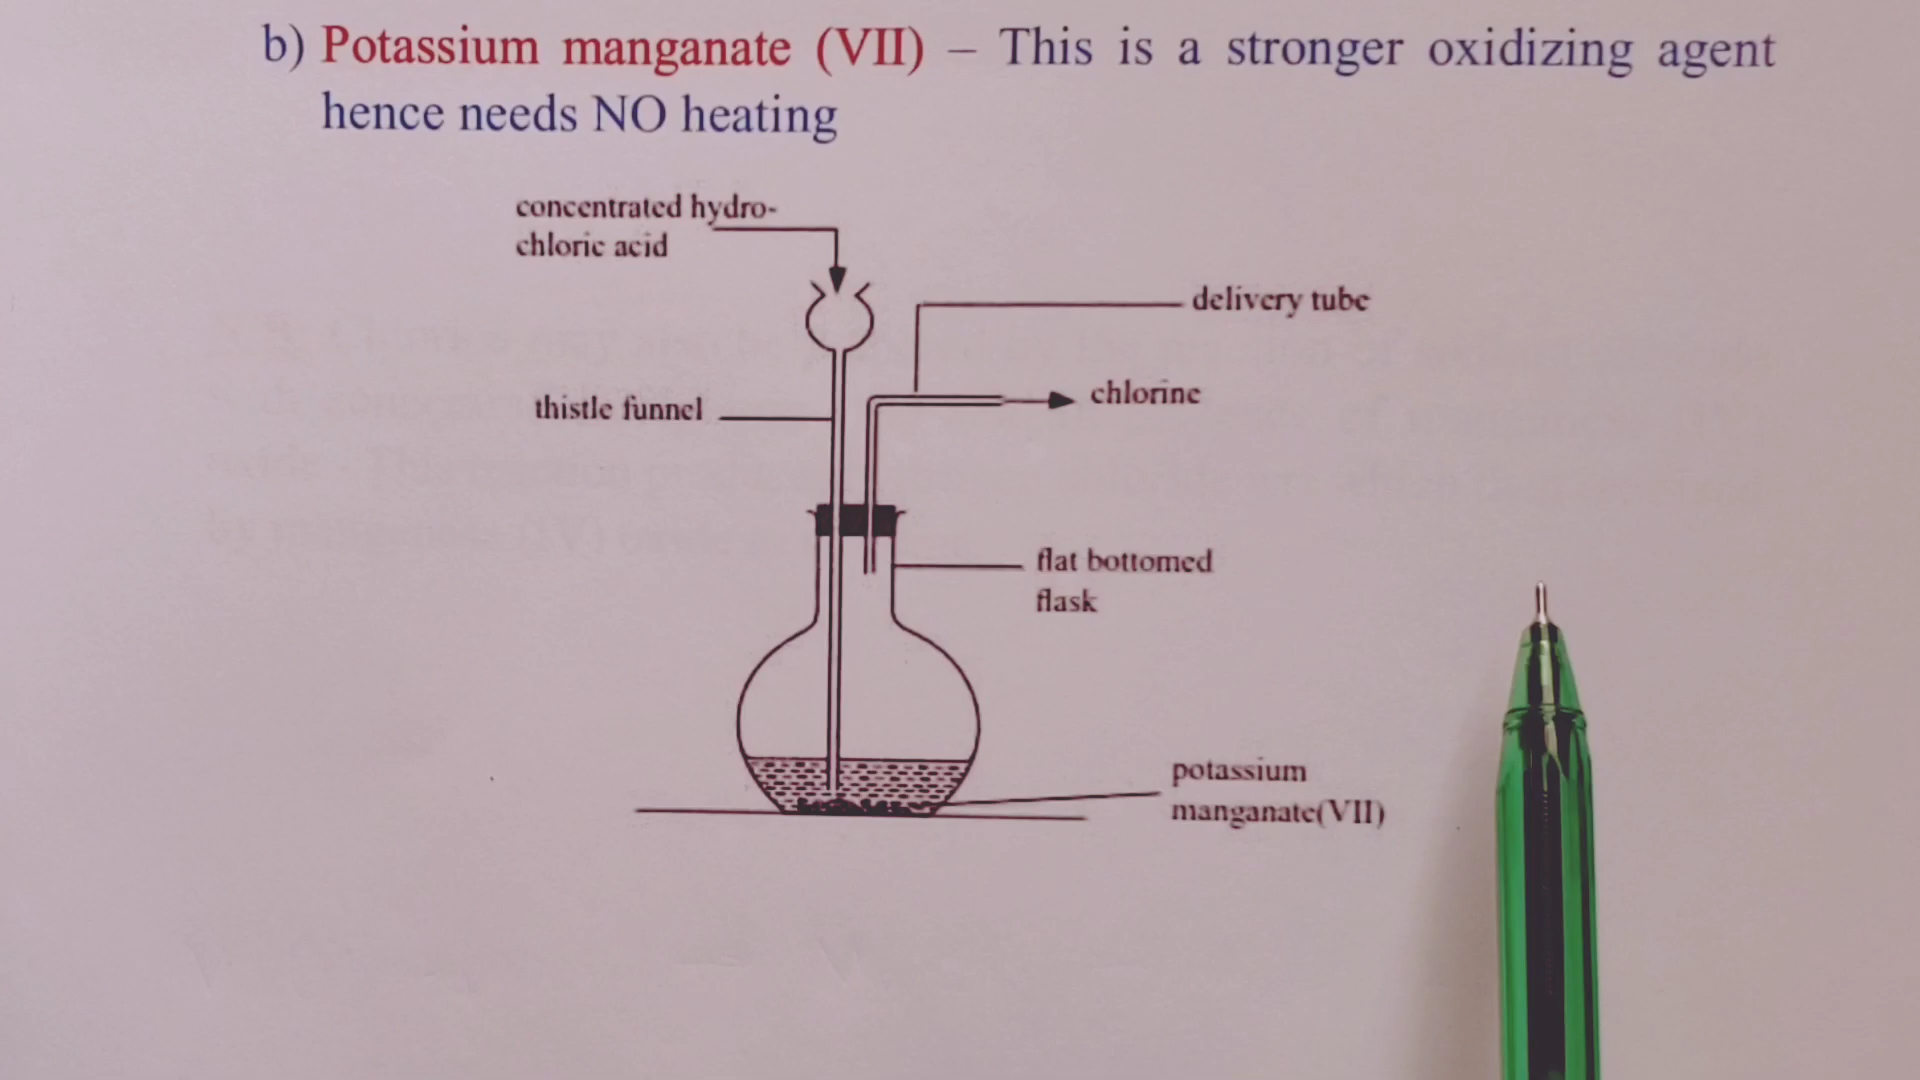 b) Potassium manganate (VII) – This is a stronger oxidizing agent
hence needs NO heating
concentrated hydro-
chloric acid
delivery tube
chlorine
thistle funnel
flat bottomed
flask
potassium
manganate(VII)